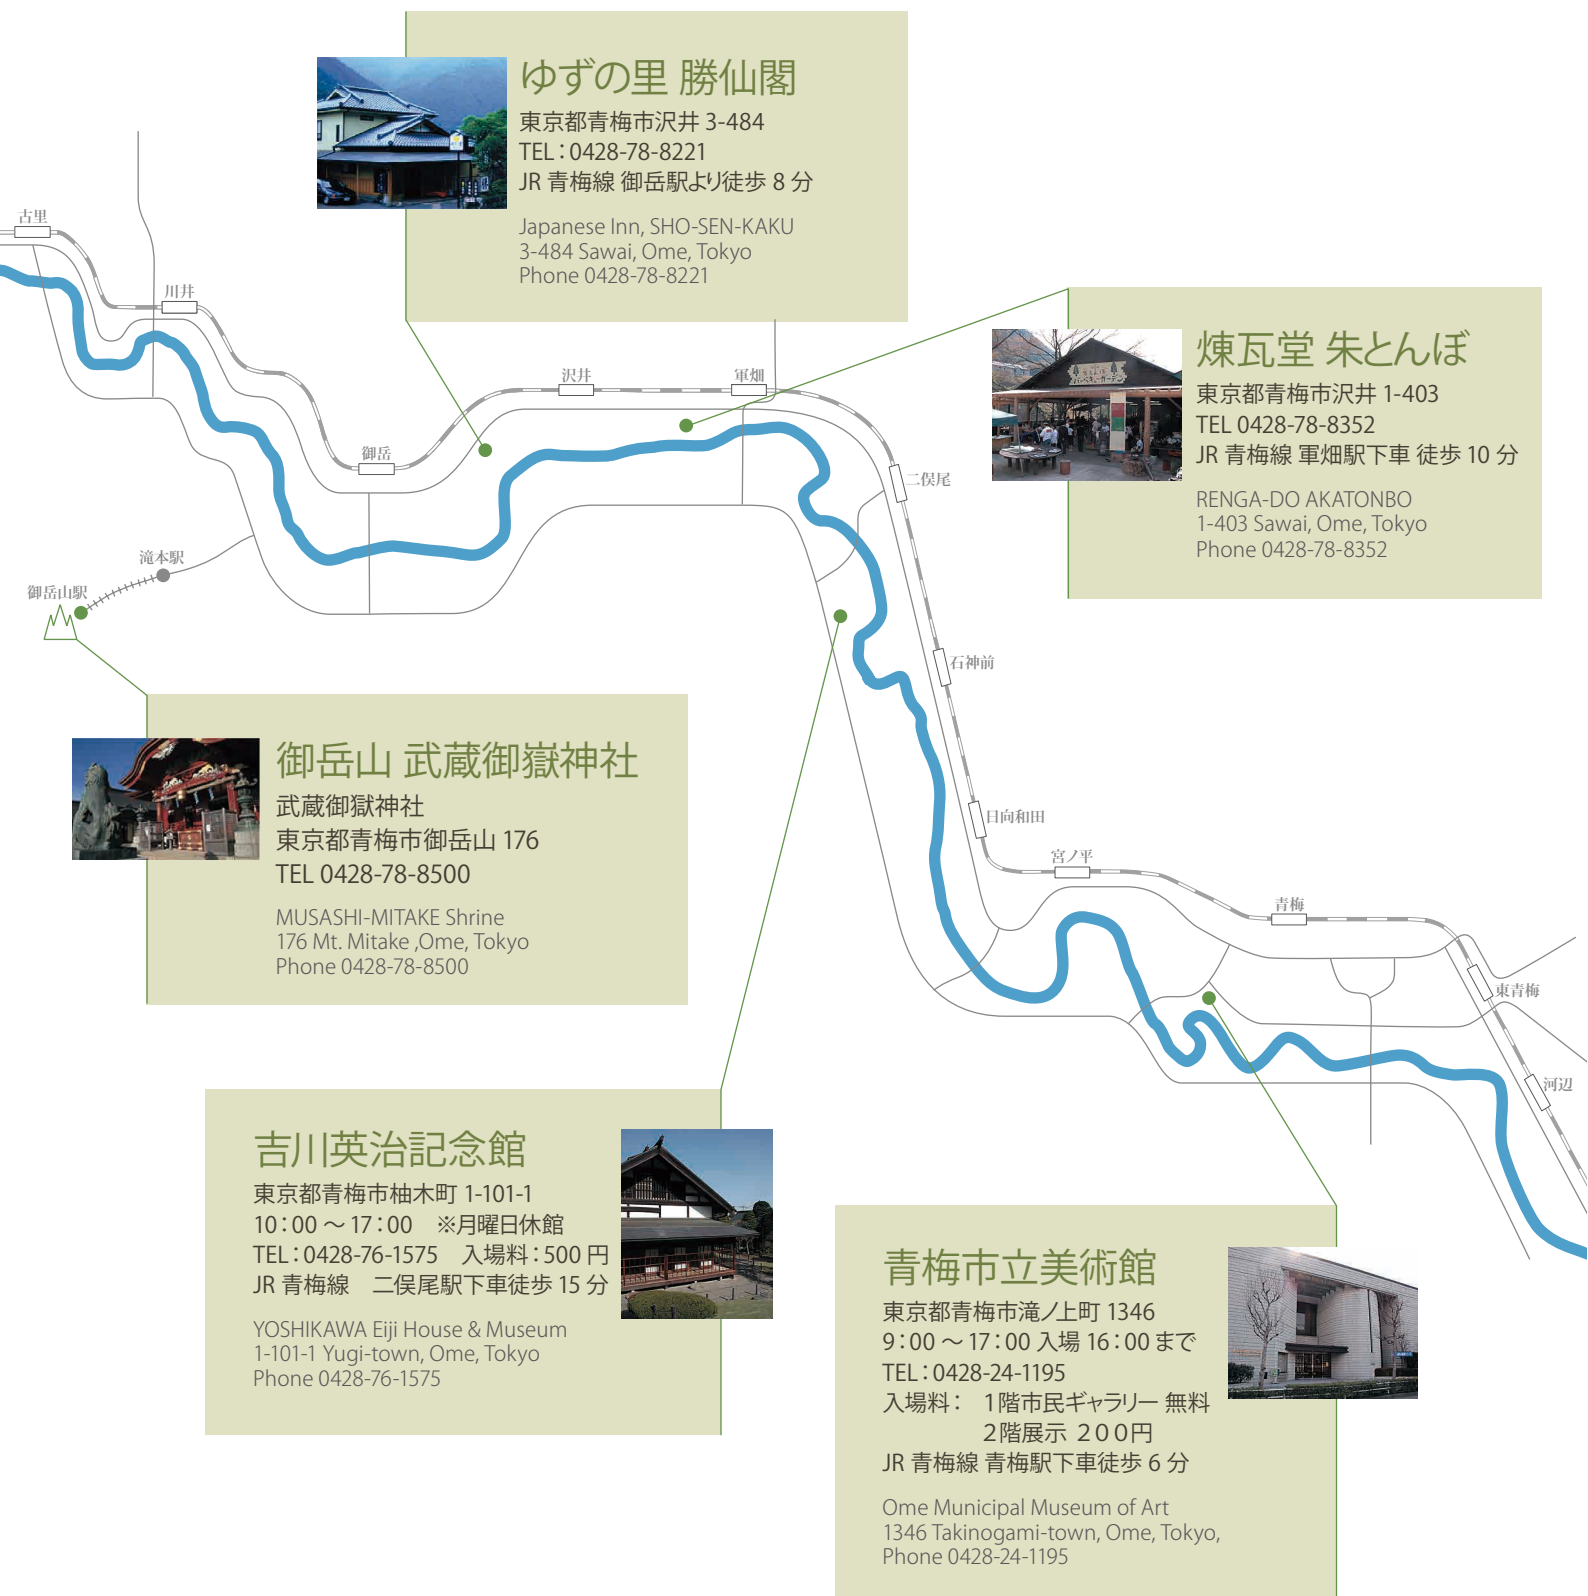 ゆずの里 勝仙閣
東京都青梅市沢井 3-484
TEL：0428-78-8221
JR 青梅線 御岳駅より徒歩 8 分
Japanese Inn, SHO-SEN-KAKU
3-484 Sawai, Ome, Tokyo
Phone 0428-78-8221
古里
川井
御岳
沢井
軍畑
二俣尾
石神前
日向和田
宮ノ平
青梅
東青梅
河辺
滝本駅
御岳山駅
煉瓦堂 朱とんぼ
東京都青梅市沢井 1-403
TEL 0428-78-8352
JR 青梅線 軍畑駅下車 徒歩 10 分
RENGA-DO AKATONBO
1-403 Sawai, Ome, Tokyo
Phone 0428-78-8352
御岳山 武蔵御嶽神社
武蔵御獄神社
東京都青梅市御岳山 176
TEL 0428-78-8500
MUSASHI-MITAKE Shrine
176 Mt. Mitake ,Ome, Tokyo
Phone 0428-78-8500
吉川英治記念館
東京都青梅市柚木町 1-101-1
10：00 ～ 17：00　※月曜日休館
TEL：0428-76-1575　入場料：500 円
JR 青梅線　二俣尾駅下車徒歩 15 分
YOSHIKAWA Eiji House & Museum
1-101-1 Yugi-town, Ome, Tokyo
Phone 0428-76-1575
青梅市立美術館
東京都青梅市滝ノ上町 1346
9：00 ～ 17：00 入場 16：00 まで
TEL：0428-24-1195
入場料：　1階市民ギャラリー 無料
2階展示 ２００円
JR 青梅線 青梅駅下車徒歩 6 分
Ome Municipal Museum of Art
1346 Takinogami-town, Ome, Tokyo,
Phone 0428-24-1195